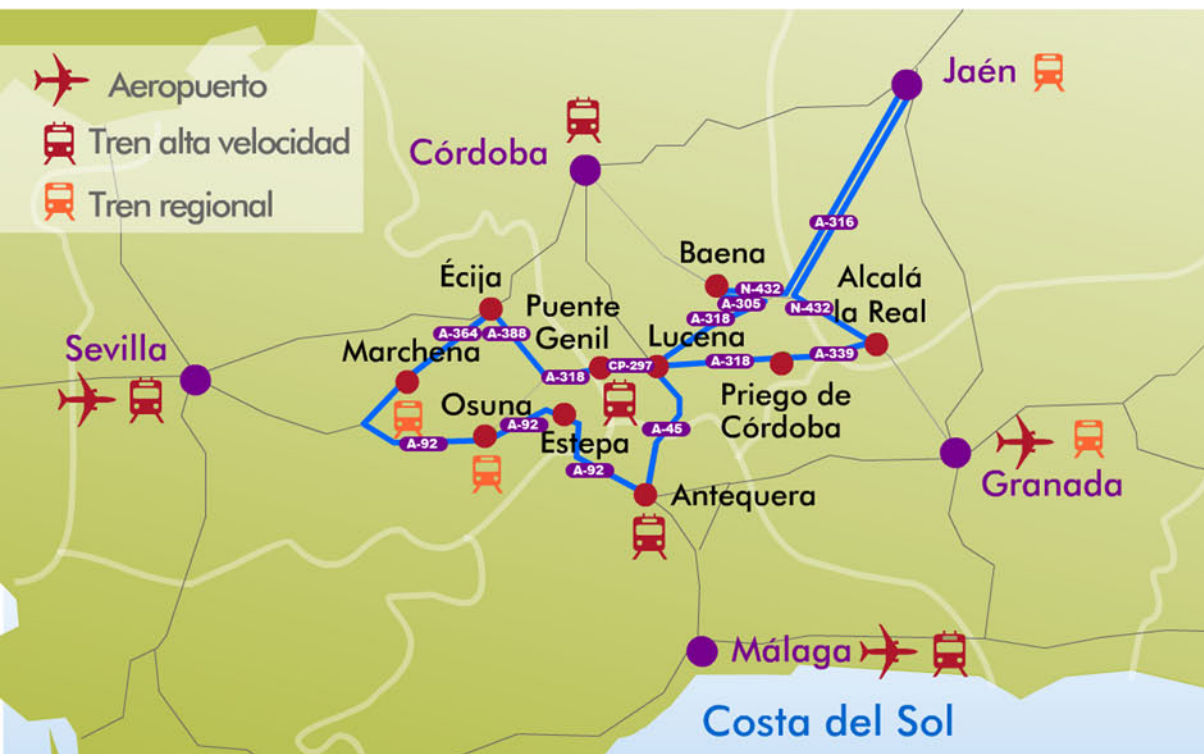 Aeropuerto
Tren alta velocidad
Tren regional
Jaén
Córdoba
A-316
Baena
N-432
A-305
A-318
Alcalá
la Real
N-432
Écija
Puente
Genil
Lucena
A-364
A-388
Sevilla
Marchena
CP-297
A-318
A-318
A-339
Priego de
Córdoba
Osuna
A-92
Estepa
A-92
A-45
A-92
Antequera
Granada
Málaga
Costa del Sol